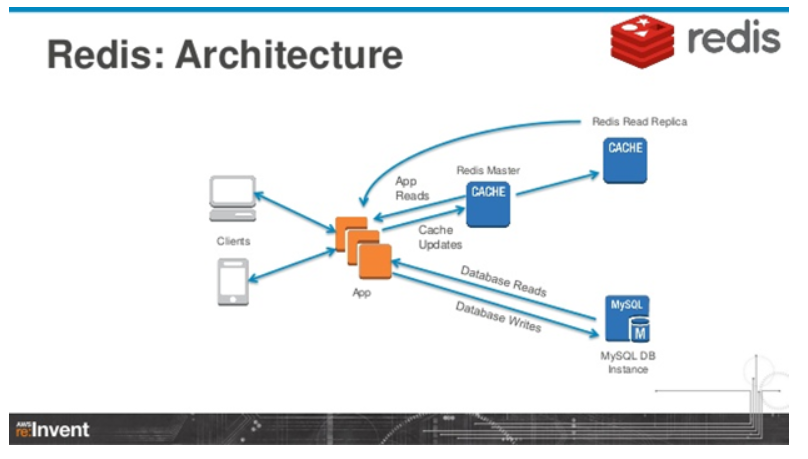 Redis: Architecture
redis
Redis Read Replica
CACHE
Redis Master
CACHE
App
Reads
Cache
Updates
Clients
App
Database Reads
Database Writes
MySQL
M
MySQL DB
Instance
AWS
re:Invent